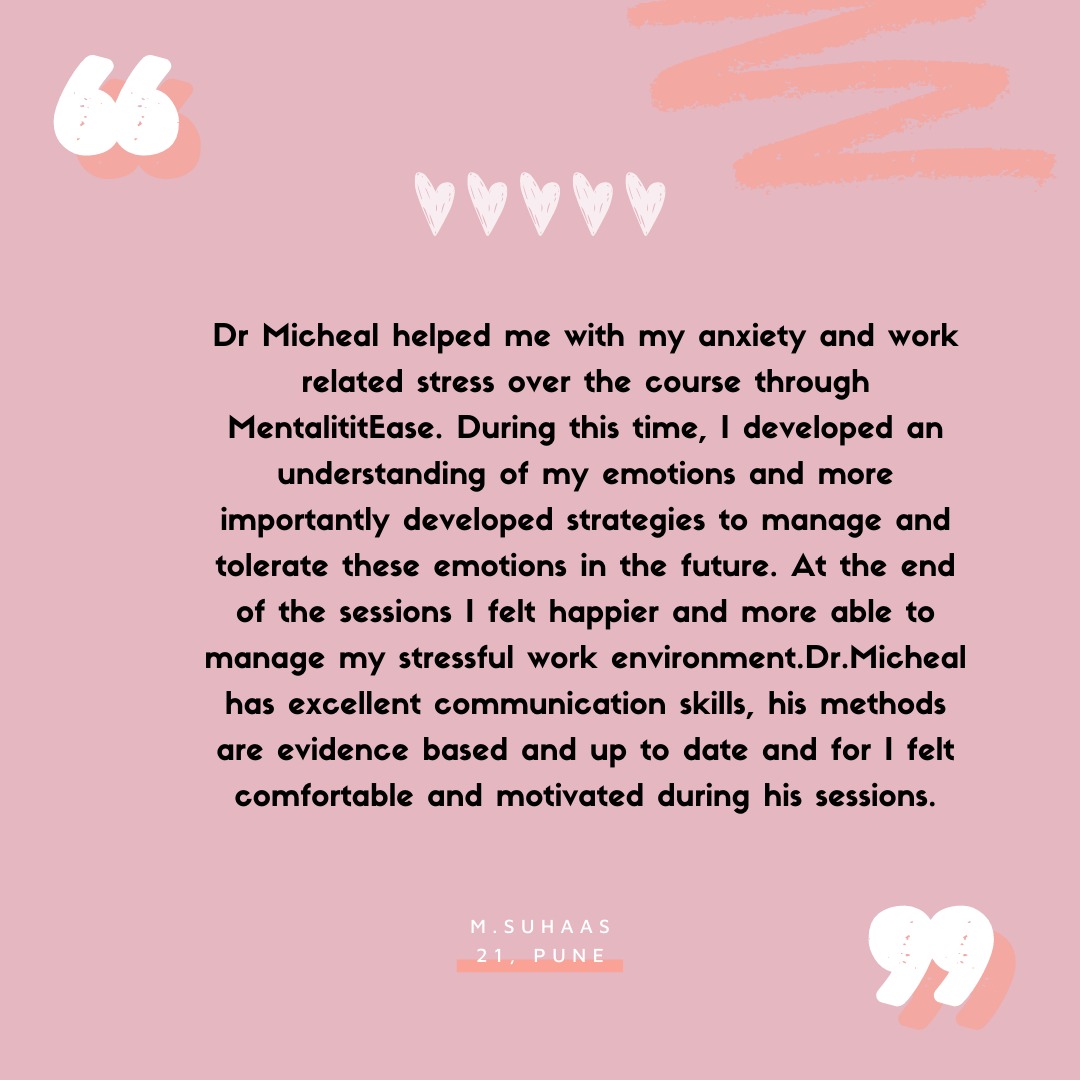 Dr Micheal helped me with my anxiety and work
related stress over the course through
MentalititEase. During this time, I developed an
understanding of my emotions and more
importantly developed strategies to manage and
tolerate these emotions in the future. At the end
of the sessions I felt happier and more able to
manage my stressful work environment.Dr.Micheal
has excellent communication skills, his methods
are evidence based and up to date and for I felt
comfortable and motivated during his sessions.
M.SUHAAS
21, PUNE